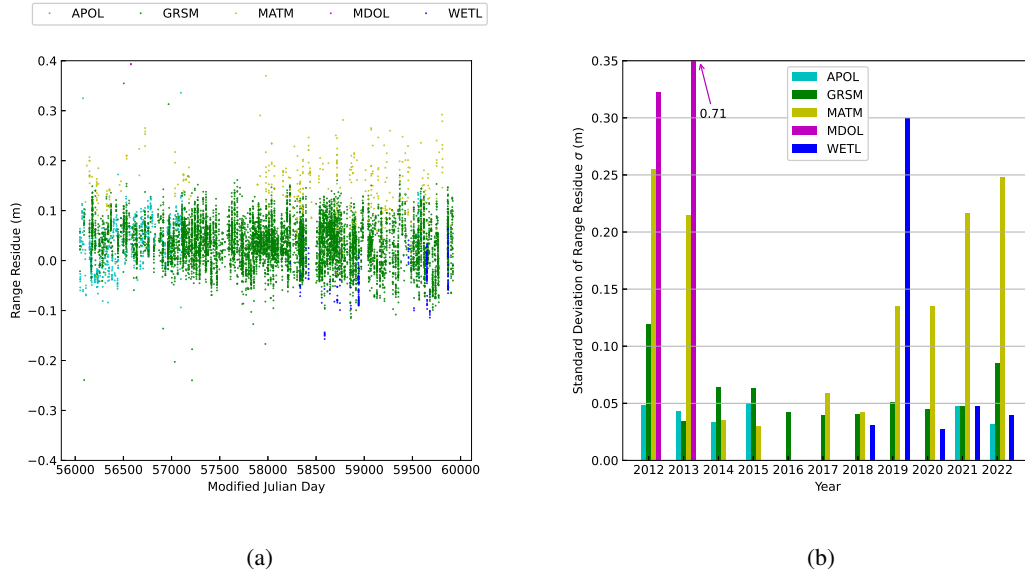 APOL GRSM MATM MDOL WETL
0.4
0.3
0.2
0.1
0.0
−0.1
−0.2
−0.3
−0.4
Range Residue (m)
56000 56500 57000 57500 58000 58500 59000 59500 60000
Modified Julian Day
(a)
0.35
0.30
0.25
0.20
0.15
0.10
0.05
0.00
Standard Deviation of Range Residue σ (m)
APOL
GRSM
MATM
MDOL
WETL
0.71
2012 2013 2014 2015 2016 2017 2018 2019 2020 2021 2022
Year
(b)